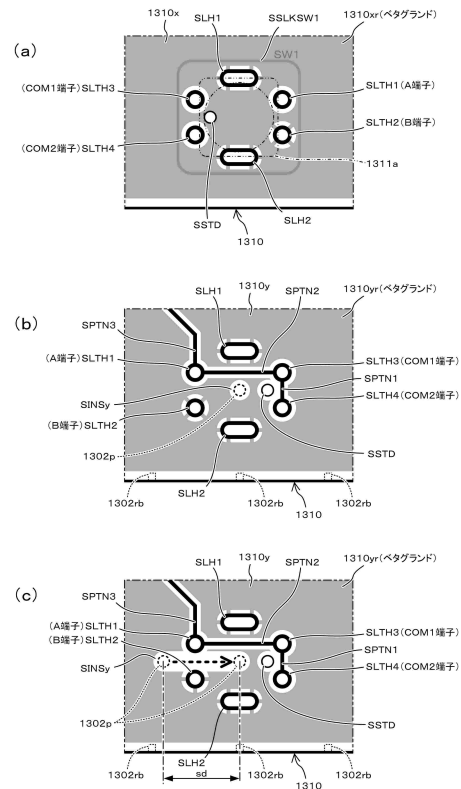 (a)
1310x
SLH1
SSLKSW1
1310xr(ベタグランド)
SW1
(COM1端子)SLTH3
SLTH1(A端子)
(COM2端子)SLTH4
SLTH2(B端子)
1311a
SSTD
SLH2
1310
(b)
1310y
SLH1
SPTN2
1310yr(ベタグランド)
SPTN3
(A端子)SLTH1
SLTH3(COM1端子)
SPTN1
SINSy
SLTH4(COM2端子)
(B端子)SLTH2
1302p
SSTD
SLH2
1302rb
1302rb
1310
1302rb
(c)
1310y
SLH1
SPTN2
1310yr(ベタグランド)
SPTN3
(A端子)SLTH1
(B端子)SLTH2
SLTH3(COM1端子)
SPTN1
SINSy
SLTH4(COM2端子)
SSTD
1302p
SLH2
1302rb
sd
1302rb
1310
1302rb